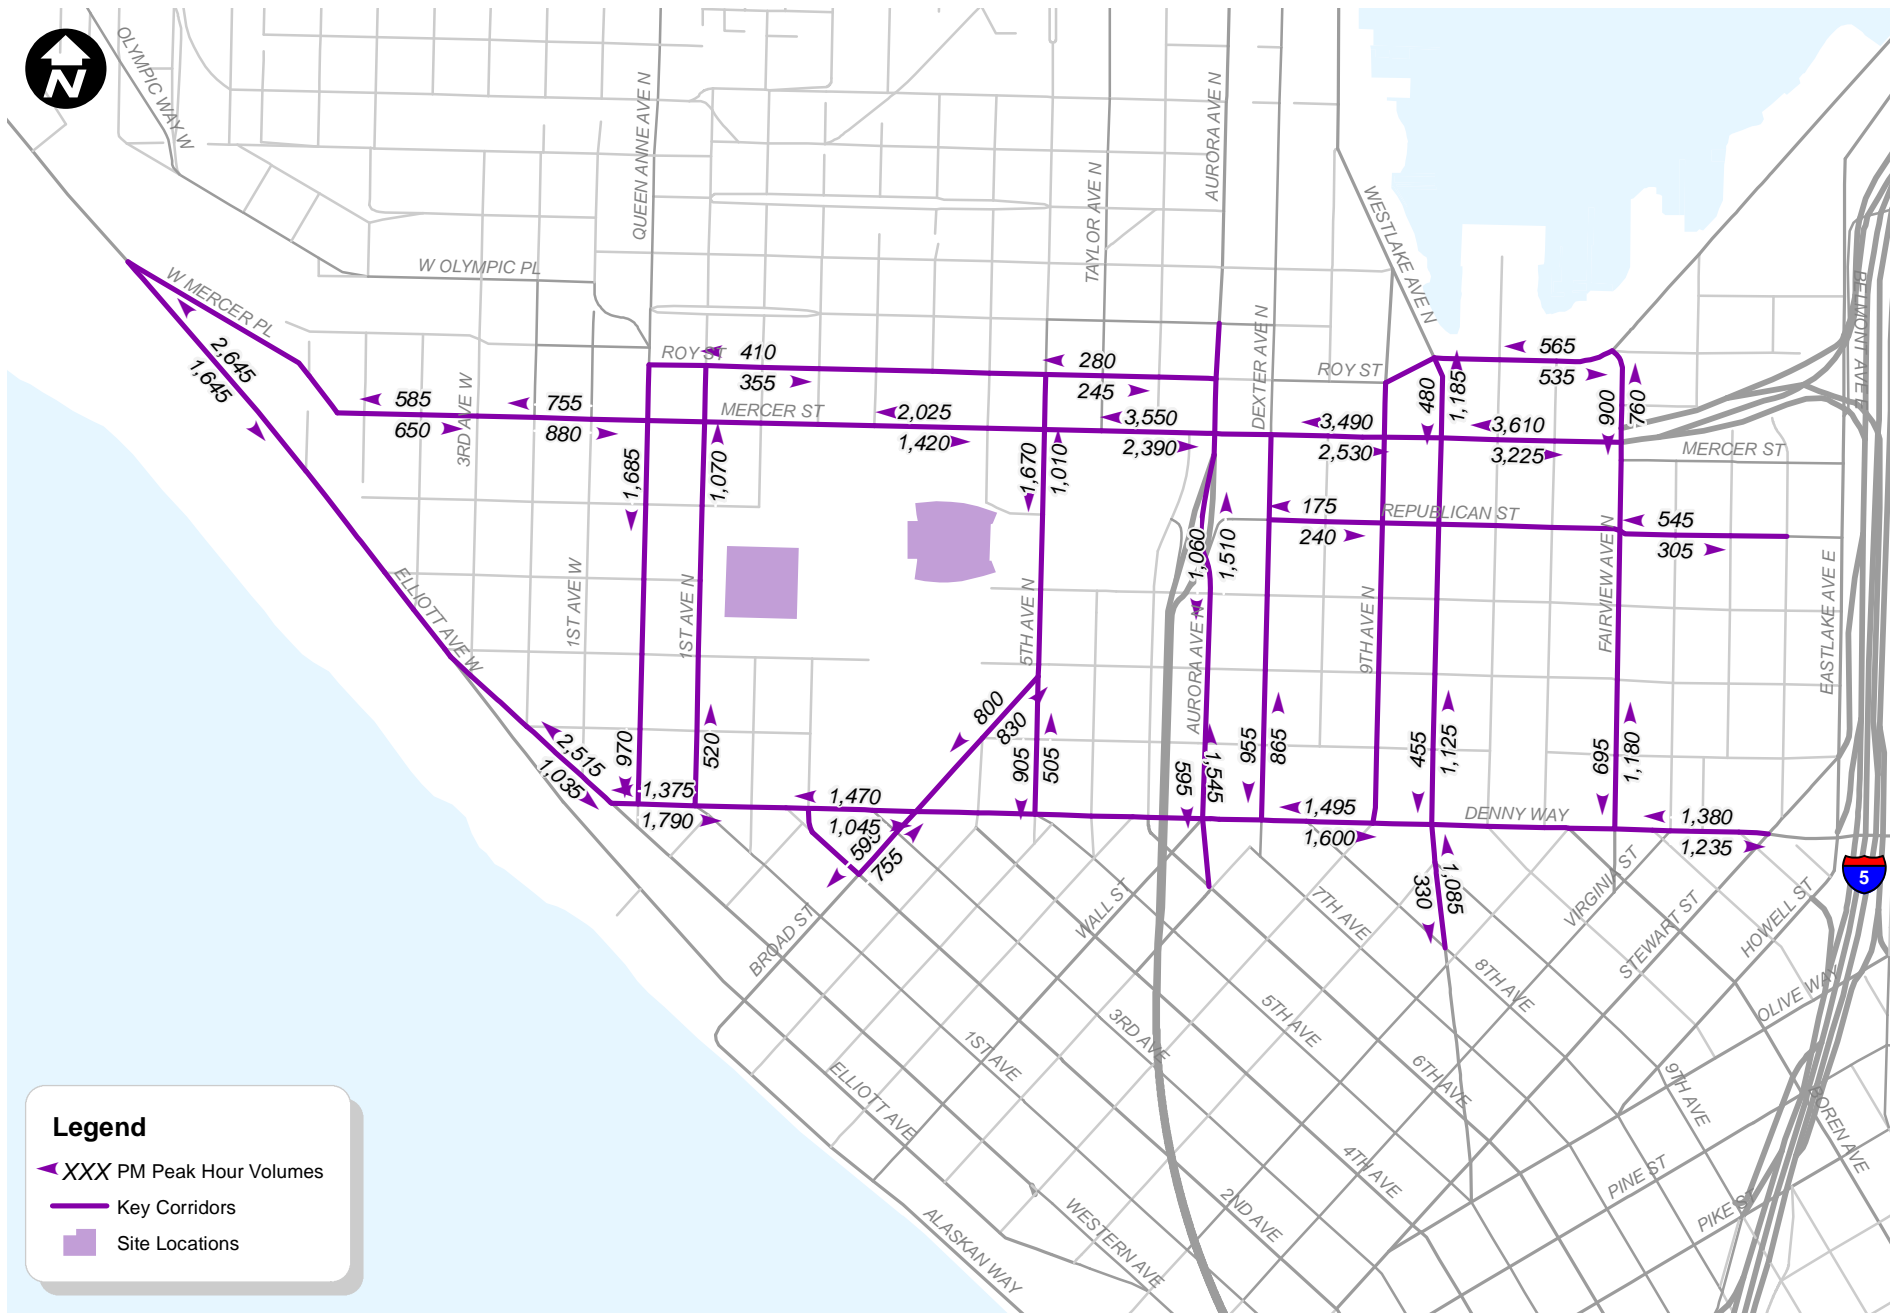 N
OLYMPIC WAY W
QUEEN ANNE AVE N
AURORA AVE N
TAYLOR AVE N
WESTLAKE AVE N
W OLYMPIC PL
W MERCER PL
BELMONT AVE E
DEXTER AVE N
ROY ST
410
355
280
245
ROY ST
565
535
480
1,185
900
760
2,645
1,645
3RD AVE W
585
650
755
880
MERCER ST
2,025
1,420
3,550
2,390
3,490
2,530
3,610
3,225
MERCER ST
1,685
1,070
1,670
1,010
175
240
REPUBLICAN ST
545
305
1,060
1,510
ELLIOTT AVE W
1ST AVE W
1ST AVE N
5TH AVE N
AURORA AVE N
9TH AVE N
FAIRVIEW AVE N
EASTLAKE AVE E
800
830
2,515
1,035
970
520
905
505
595
1,545
955
865
455
1,125
695
1,180
1,375
1,790
1,470
1,045
595
755
1,495
1,600
DENNY WAY
1,380
1,235
330
1,085
5
BROAD ST
WALL ST
7TH AVE
VIRGINIA ST
STEWART ST
HOWELL ST
8TH AVE
OLIVE WAY
5TH AVE
3RD AVE
1ST AVE
ELLIOTT AVE
6TH AVE
9TH AVE
BOREN AVE
4TH AVE
PINE ST
PIKE ST
2ND AVE
WESTERN AVE
ALASKAN WAY
Legend
XXX PM Peak Hour Volumes
Key Corridors
Site Locations